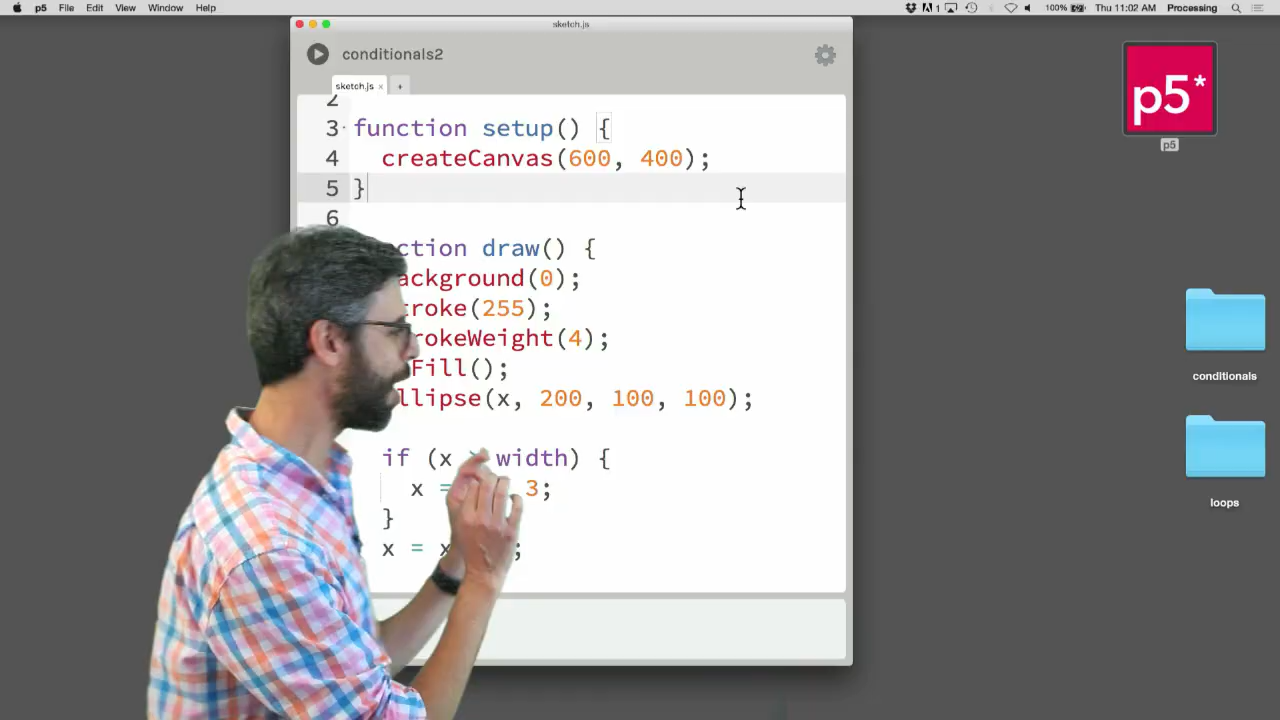 p5 File Edit View Window Help 1 100% Thu 11:02 AM Processing
sketch.js
conditionals2
sketch.js × +
2
3 function setup() {
4 createCanvas(600, 400);
5 }
6
ction draw() {
ackground(0);
troke(255);
rokeWeight(4);
Fill();
llipse(x, 200, 100, 100);
if (x width) {
x = 3;
}
x = x ;
p5*
p5
conditionals
loops